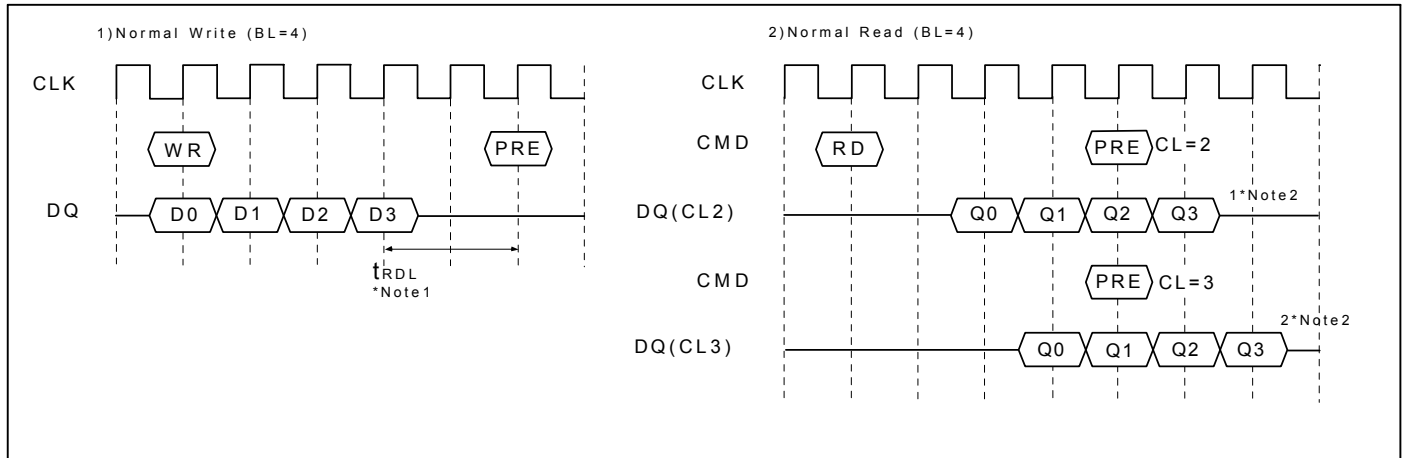 1)Normal Write (BL=4)
CLK
WR
PRE
DQ
D0 D1 D2 D3
tRDL
*Note1
2)Normal Read (BL=4)
CLK
CMD
RD
PRE CL=2
DQ(CL2)
Q0 Q1 Q2 Q3
1*Note2
CMD
PRE CL=3
DQ(CL3)
Q0 Q1 Q2 Q3
2*Note2